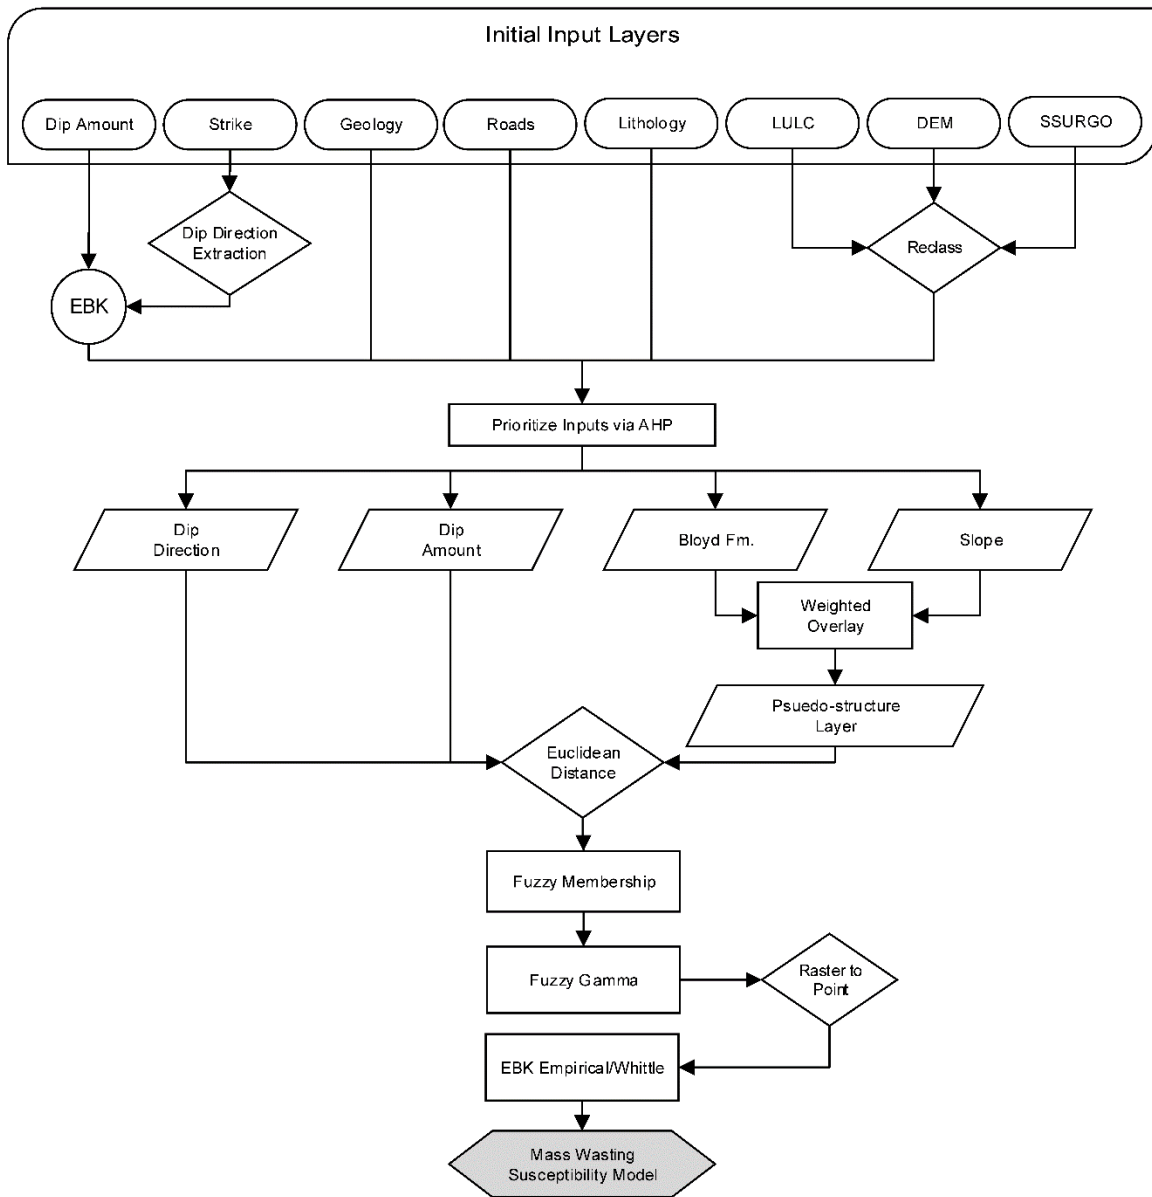 Initial Input Layers
Dip Amount
Strike
Geology
Roads
Lithology
LULC
DEM
SSURGO
Dip Direction
Extraction
Reclass
EBK
Prioritize Inputs via AHP
Dip
Direction
Dip
Amount
Bloyd Fm.
Slope
Weighted
Overlay
Psuedo-structure
Layer
Euclidean
Distance
Fuzzy Membership
Fuzzy Gamma
Raster to
Point
EBK Empirical/Whittle
Mass Wasting
Susceptibility Model